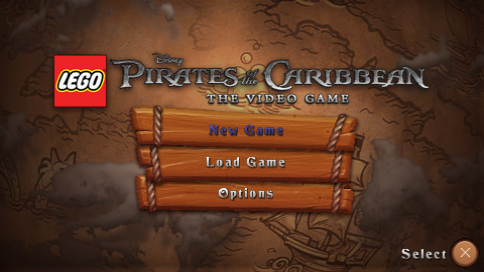 Disney
LEGO
PIRATES of the CARIBBEAN
THE VIDEO GAME
New Game
Load Game
Options
Select